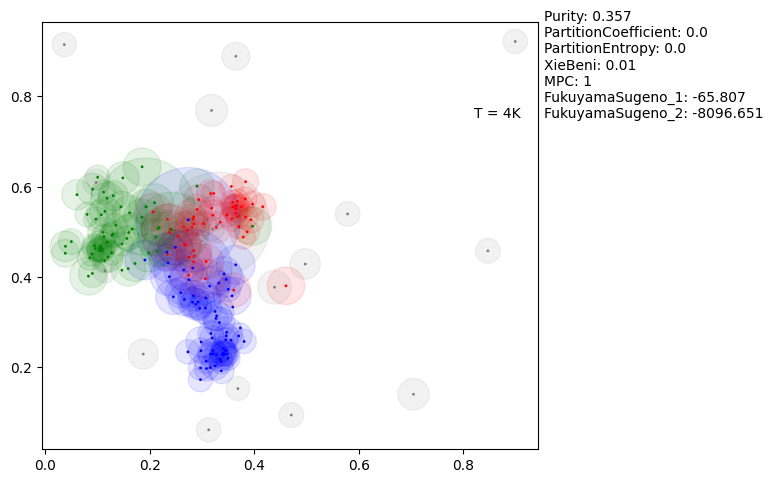 Purity: 0.357
PartitionCoefficient: 0.0
PartitionEntropy: 0.0
XieBeni: 0.01
MPC: 1
FukuyamaSugeno_1: -65.807
FukuyamaSugeno_2: -8096.651
T = 4K
0.8
0.6
0.4
0.2
0.0 0.2 0.4 0.6 0.8